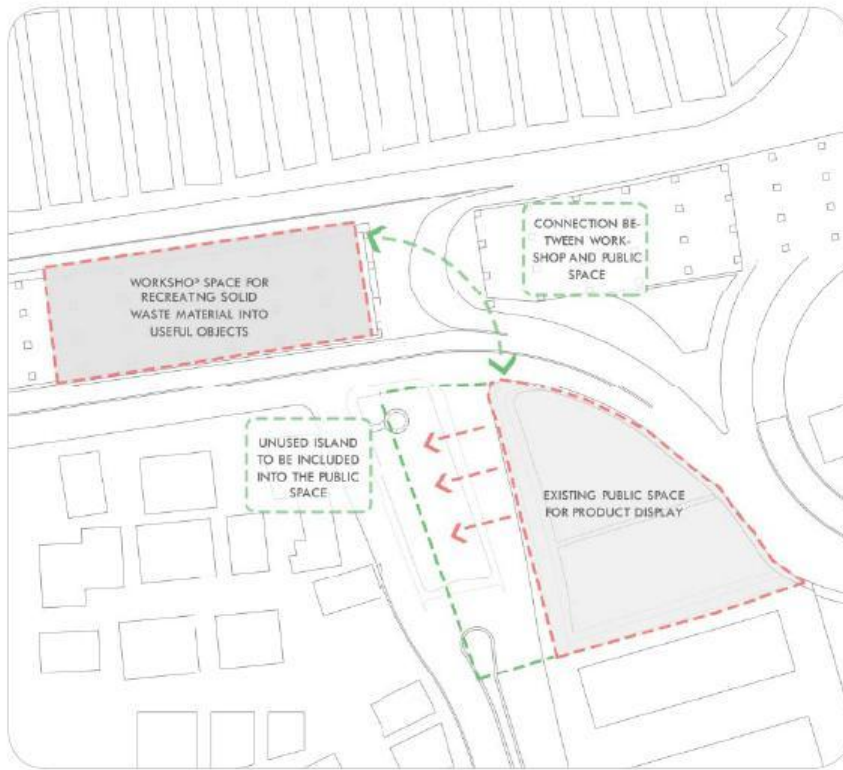 CONNECTION BE-
TWEEN WORK-
SHOP AND PUBLIC
SPACE
WORKSHOP SPACE FOR
RECREATING SOLID
WASTE MATERIAL INTO
USEFUL OBJECTS
UNUSED ISLAND
TO BE INCLUDED
INTO THE PUBLIC
SPACE
EXISTING PUBLIC SPACE
FOR PRODUCT DISPLAY